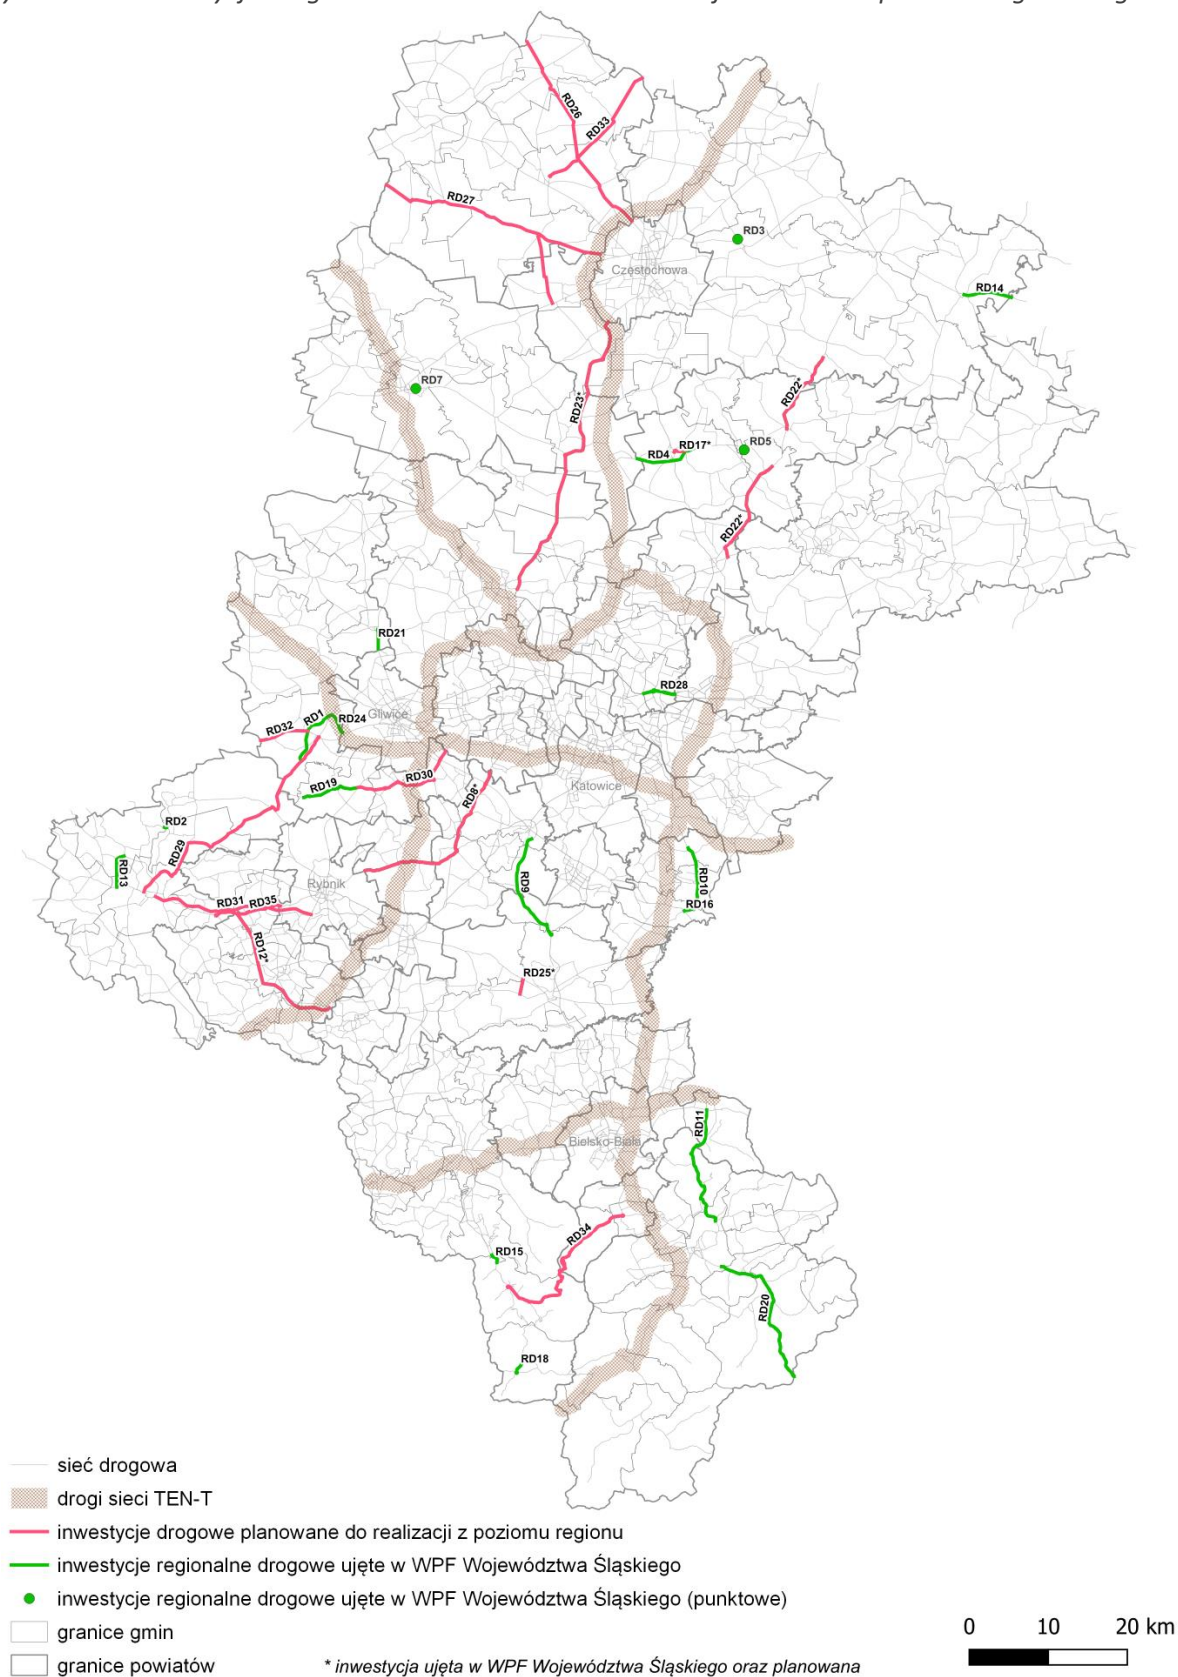 RD26
RD33
RD27
RD3
Częstochowa
RD14
RD7
RD22*
RD23*
RD17*
RD4
RD5
RD22*
RD21
RD28
RD1
Gliwice
RD24
RD32
RD30
RD19
RD8*
Katowice
RD2
RD29
RD13
Rybnik
RD9
RD10
RD16
RD31
RD35
RD12*
RD25*
RD11
Bielsko-Biała
RD34
RD15
RD20
RD18
sieć drogowa
drogi sieci TEN-T
inwestycje drogowe planowane do realizacji z poziomu regionu
inwestycje regionalne drogowe ujęte w WPF Województwa Śląskiego
inwestycje regionalne drogowe ujęte w WPF Województwa Śląskiego (punktowe)
granice gmin
0 10 20 km
granice powiatów
* inwestycja ujęta w WPF Województwa Śląskiego oraz planowana